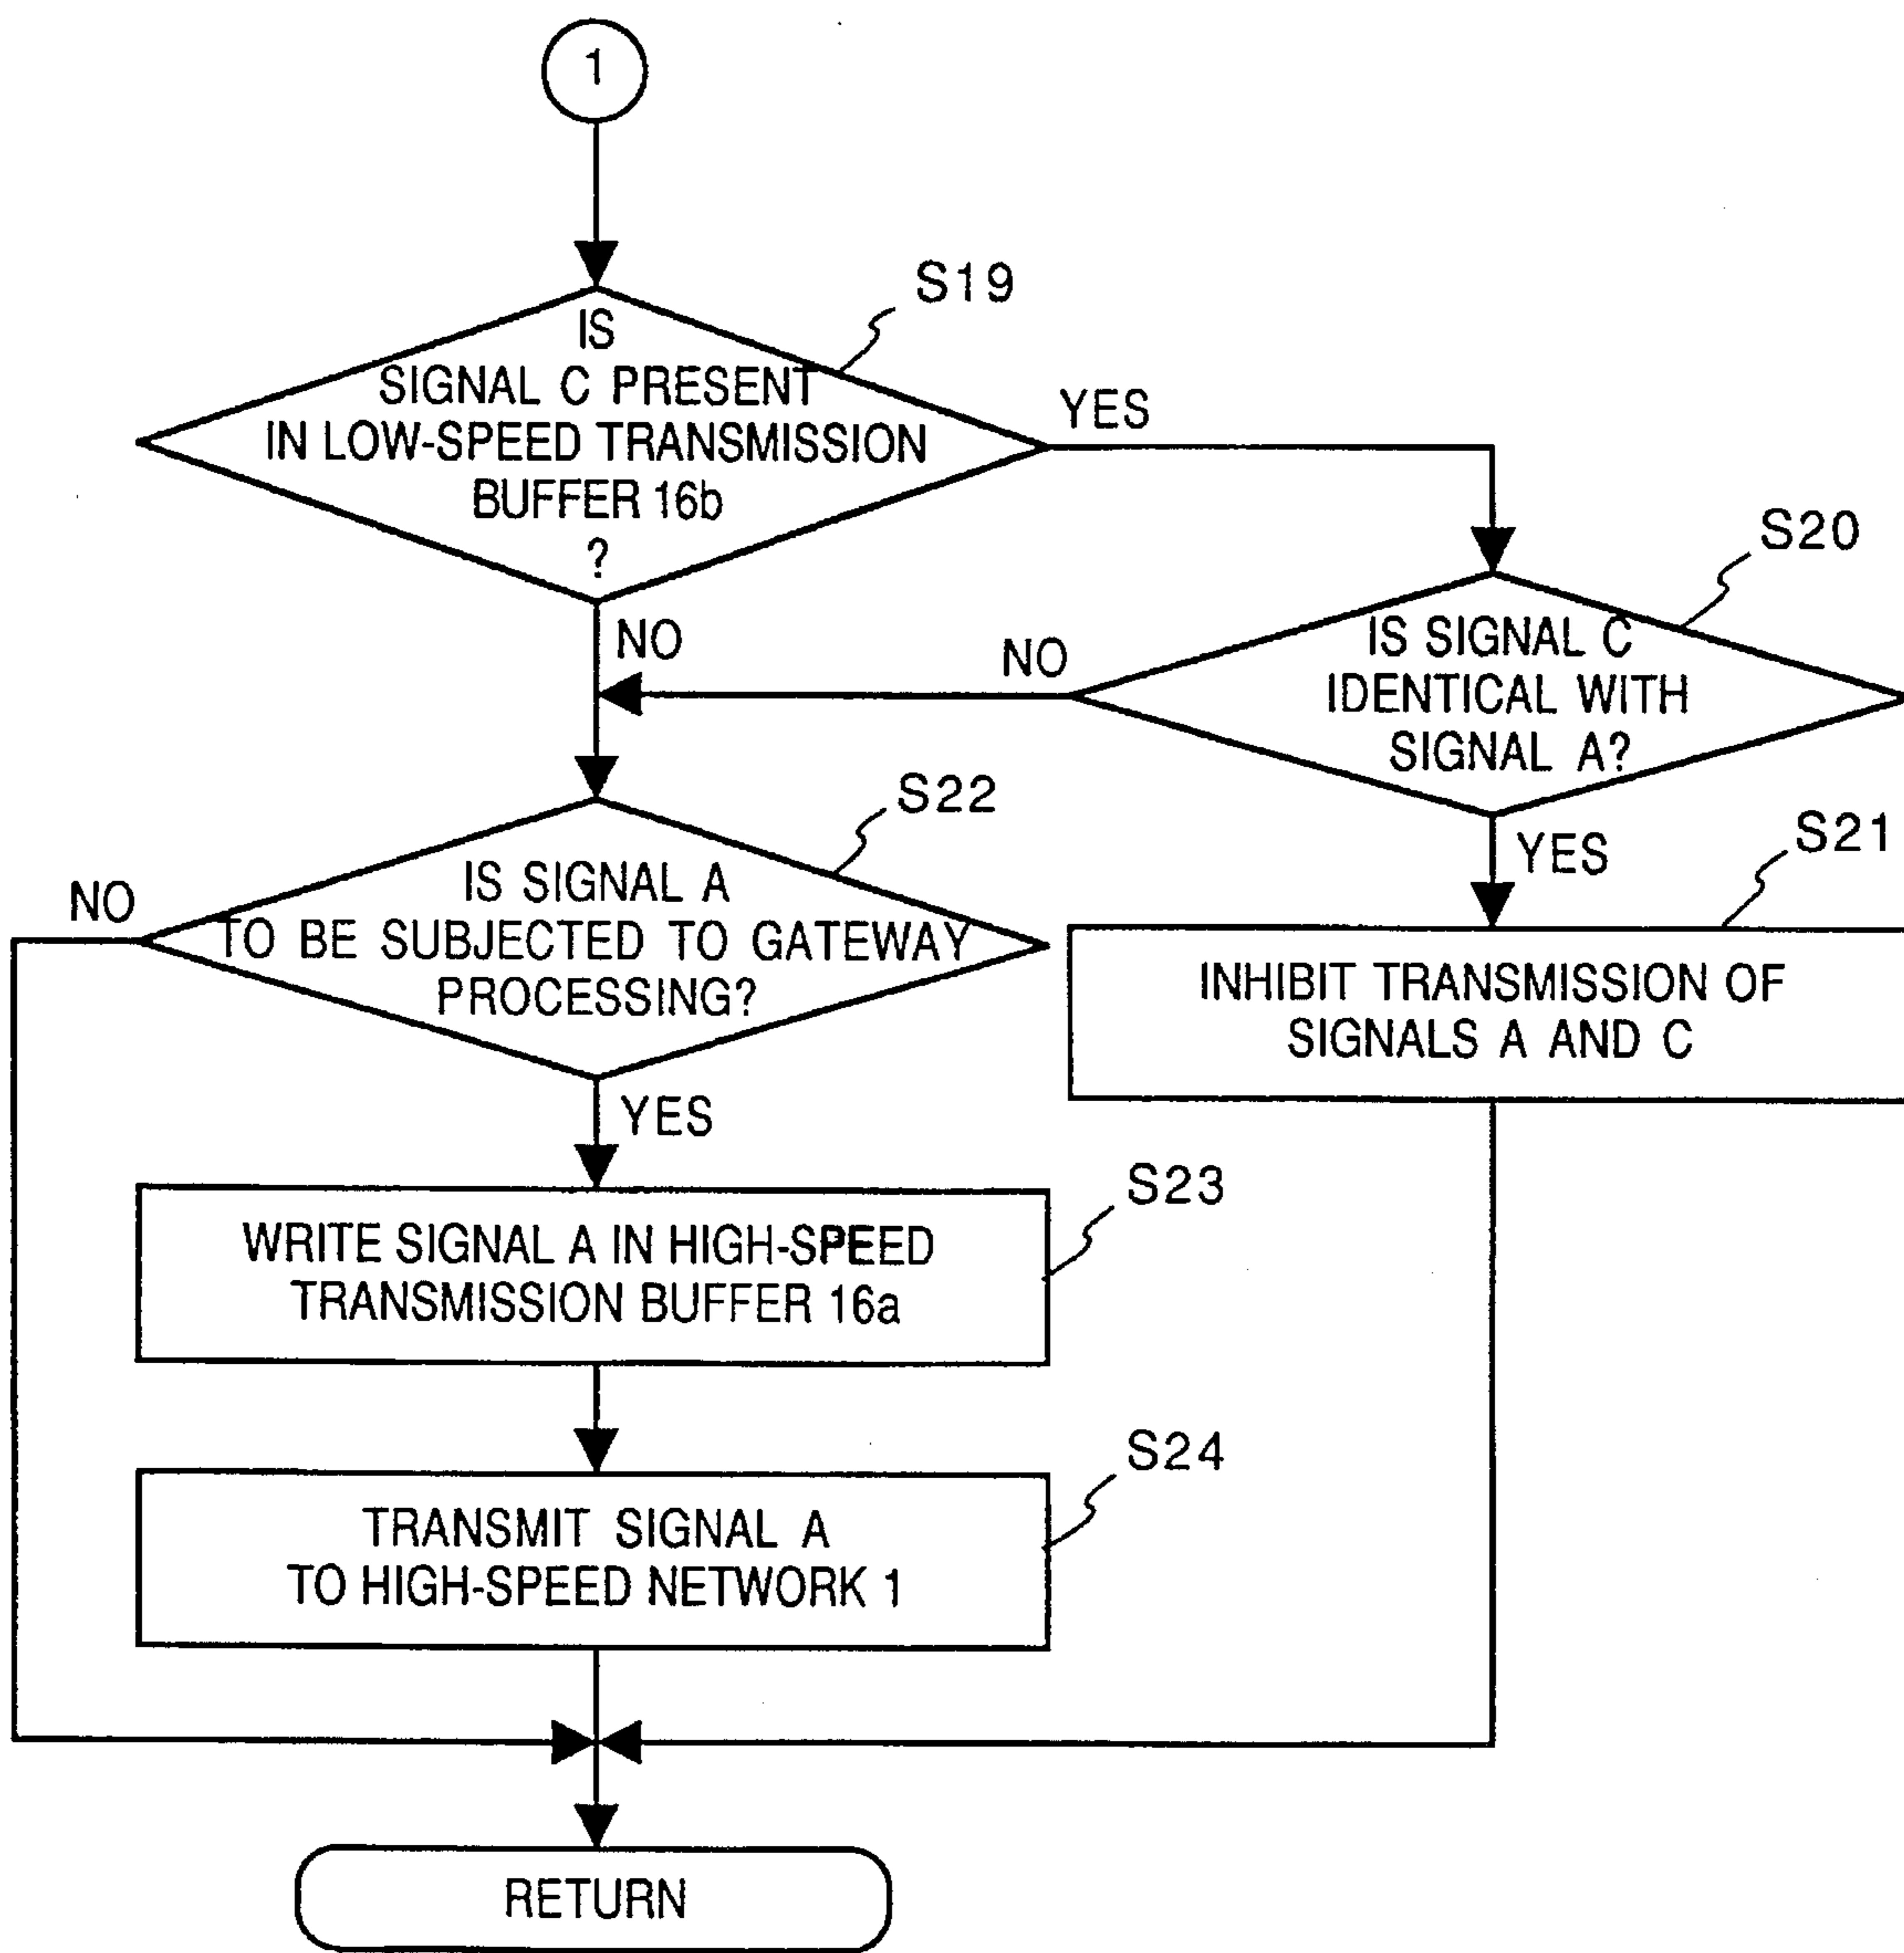 1
S19
IS
SIGNAL C PRESENT
IN LOW-SPEED TRANSMISSION
BUFFER 16b
?
YES
NO
S20
IS SIGNAL C
IDENTICAL WITH
SIGNAL A?
NO
YES
S21
INHIBIT TRANSMISSION OF
SIGNALS A AND C
S22
IS SIGNAL A
TO BE SUBJECTED TO GATEWAY
PROCESSING?
NO
YES
S23
WRITE SIGNAL A IN HIGH-SPEED
TRANSMISSION BUFFER 16a
S24
TRANSMIT SIGNAL A
TO HIGH-SPEED NETWORK 1
RETURN